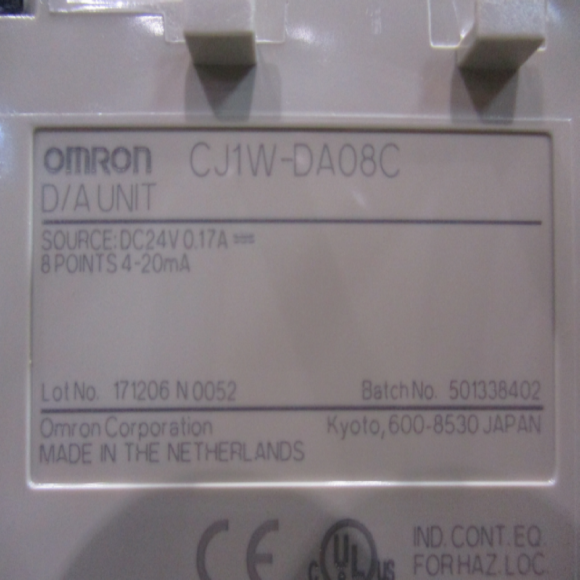 OMRON CJ1W-DA08C
D/A UNIT
SOURCE: DC24V 0.17A
8 POINTS 4-20mA
Lot No. 171206 N 0052 Batch No. 501338402
Omron Corporation Kyoto, 600-8530 JAPAN
MADE IN THE NETHERLANDS
CE c UL US IND. CONT. EQ.
FOR HAZ. LOC.